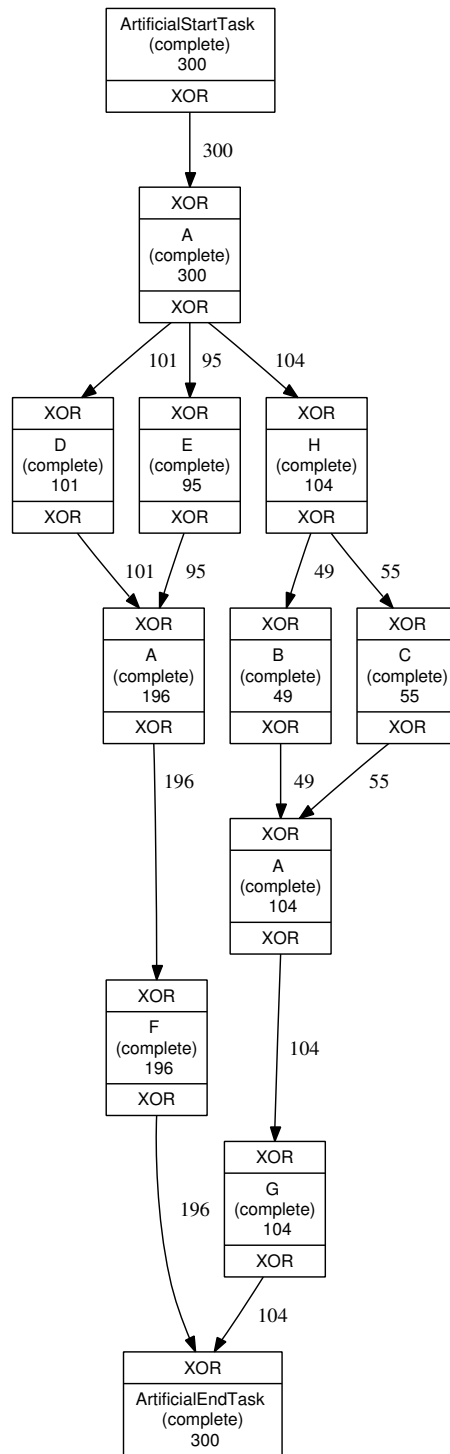 ArtificialStartTask
(complete)
300
XOR
300
XOR
A
(complete)
300
XOR
101
95
104
XOR
D
(complete)
101
XOR
XOR
E
(complete)
95
XOR
XOR
H
(complete)
104
XOR
101
95
49
55
XOR
A
(complete)
196
XOR
XOR
B
(complete)
49
XOR
XOR
C
(complete)
55
XOR
196
49
55
XOR
A
(complete)
104
XOR
104
XOR
F
(complete)
196
XOR
XOR
G
(complete)
104
XOR
196
104
XOR
ArtificialEndTask
(complete)
300